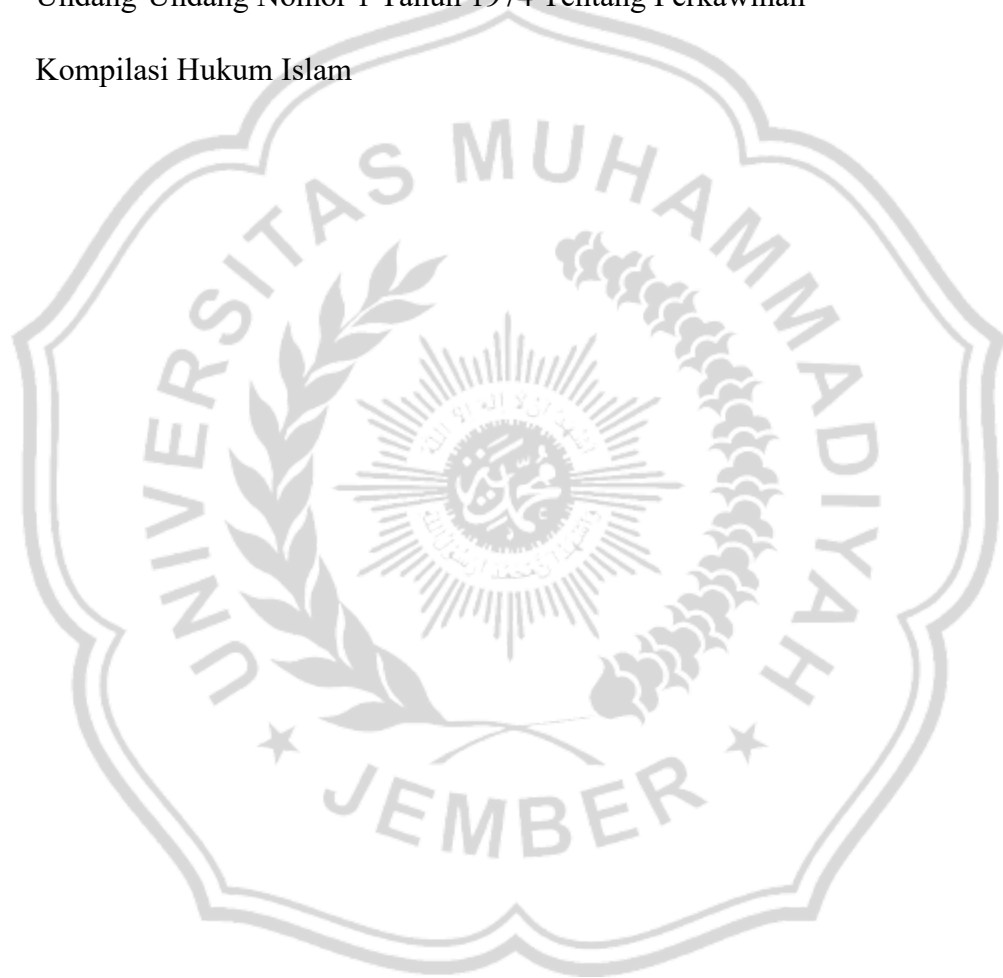 Undang-Undang Nomor 1 Tahun 1974 Tentang Perkawinan
Kompilasi Hukum Islam
UNIVERSITAS MUHAMMADIYAH
JEMBER